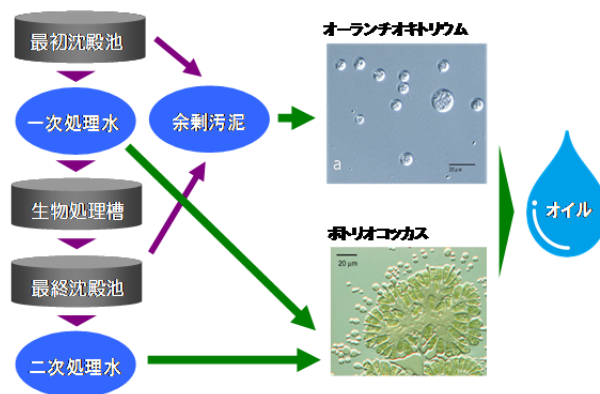 最初沈殿池
一次処理水
生物処理槽
最終沈殿池
二次処理水
余剰汚泥
オーランチオキトリウム
a
20μm
ボトリオコッカス
20 μm
オイル